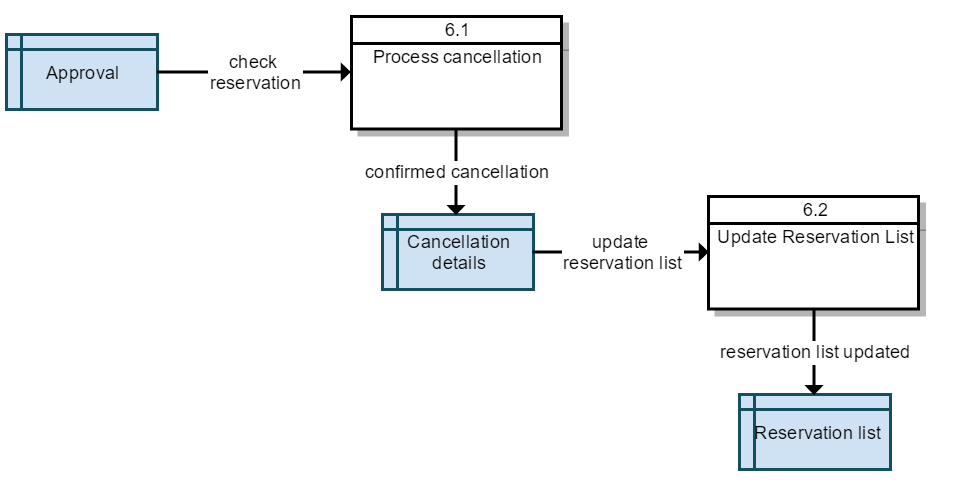 6.1
Process cancellation
Approval
check
reservation
confirmed cancellation
6.2
Update Reservation List
Cancellation
details
update
reservation list
reservation list updated
Reservation list